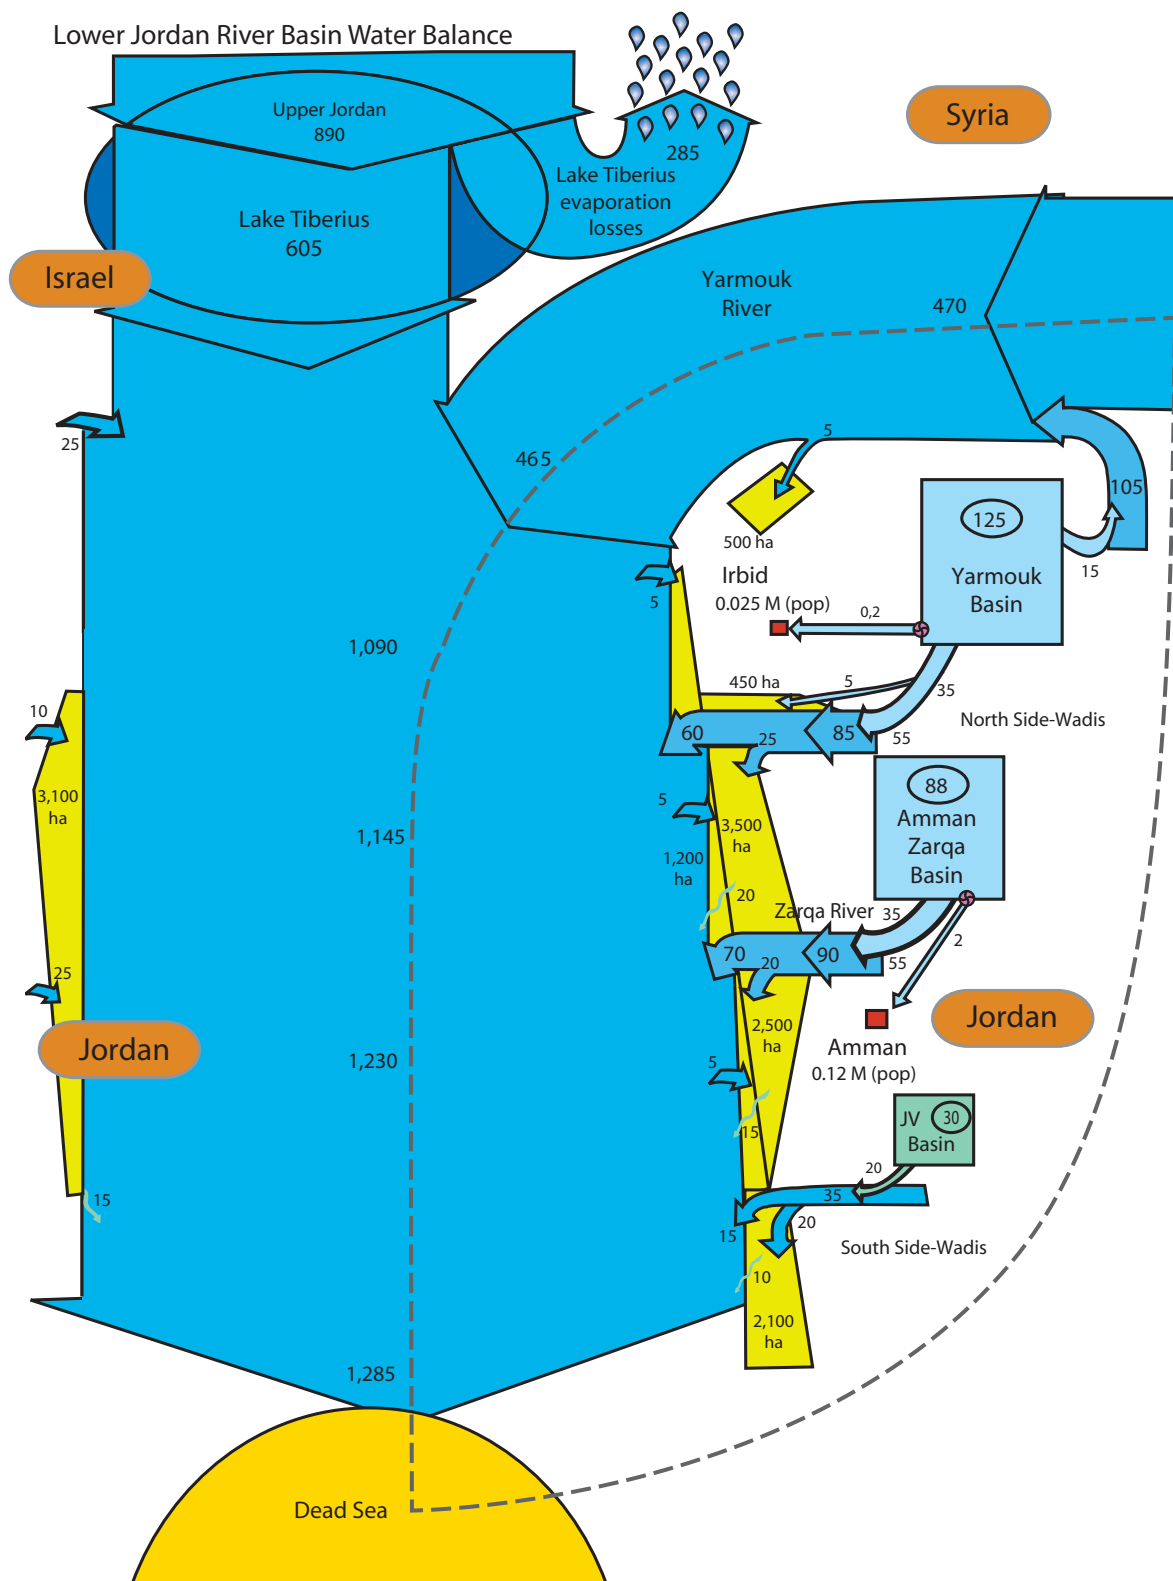 Lower Jordan River Basin Water Balance
Upper Jordan
890
Syria
285
Lake Tiberius
evaporation
losses
Lake Tiberius
605
Israel
Yarmouk
River
470
25
465
5
500 ha
105
125
Yarmouk
Basin
15
Irbid
0.025 M (pop)
0,2
5
1,090
450 ha
5
35
North Side-Wadis
10
60
25
85
55
3,100
ha
5
3,500
ha
1,145
1,200
ha
88
Amman
Zarqa
Basin
20
Zarqa River
35
2
70
20
90
55
25
2,500
ha
Jordan
Jordan
Amman
0.12 M (pop)
1,230
5
15
JV
30
Basin
20
15
35
15
20
South Side-Wadis
10
2,100
ha
1,285
Dead Sea